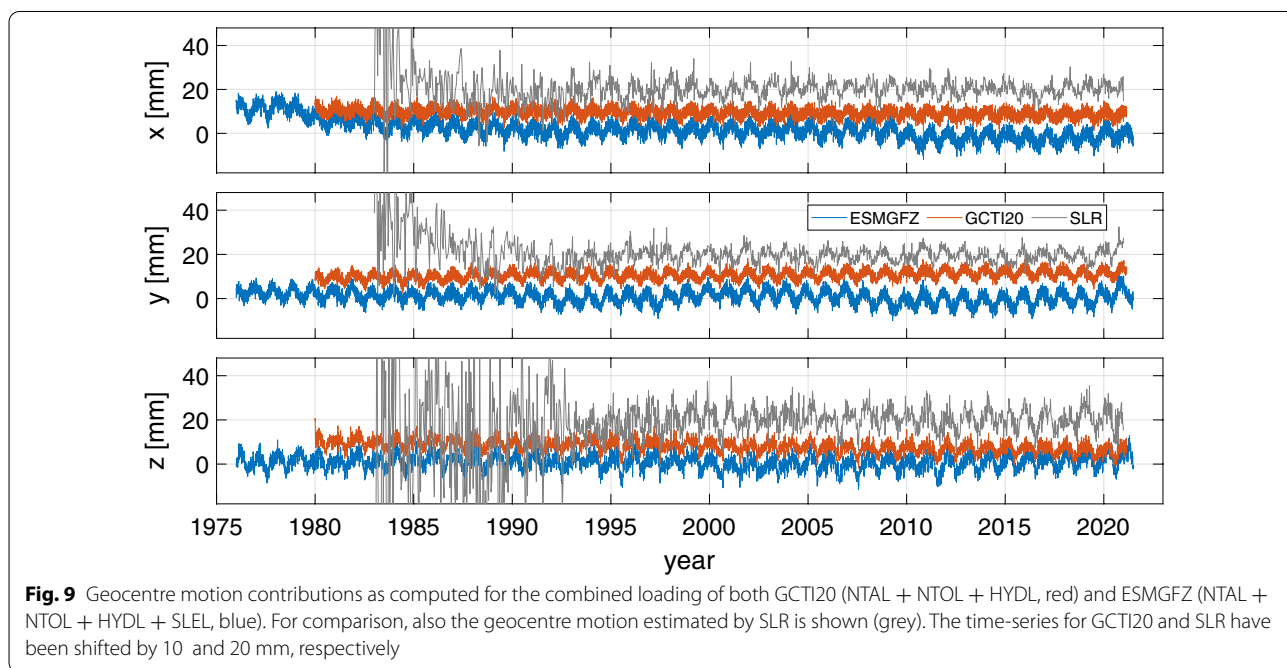 40
20
0
x [mm]
40
20
0
y [mm]
ESMGFZ GCTI20 SLR
40
20
0
z [mm]
1975 1980 1985 1990 1995 2000 2005 2010 2015 2020
year
Fig. 9 Geocentre motion contributions as computed for the combined loading of both GCTI20 (NTAL + NTOL + HYDL, red) and ESMGFZ (NTAL +
NTOL + HYDL + SLEL, blue). For comparison, also the geocentre motion estimated by SLR is shown (grey). The time-series for GCTI20 and SLR have
been shifted by 10 and 20 mm, respectively